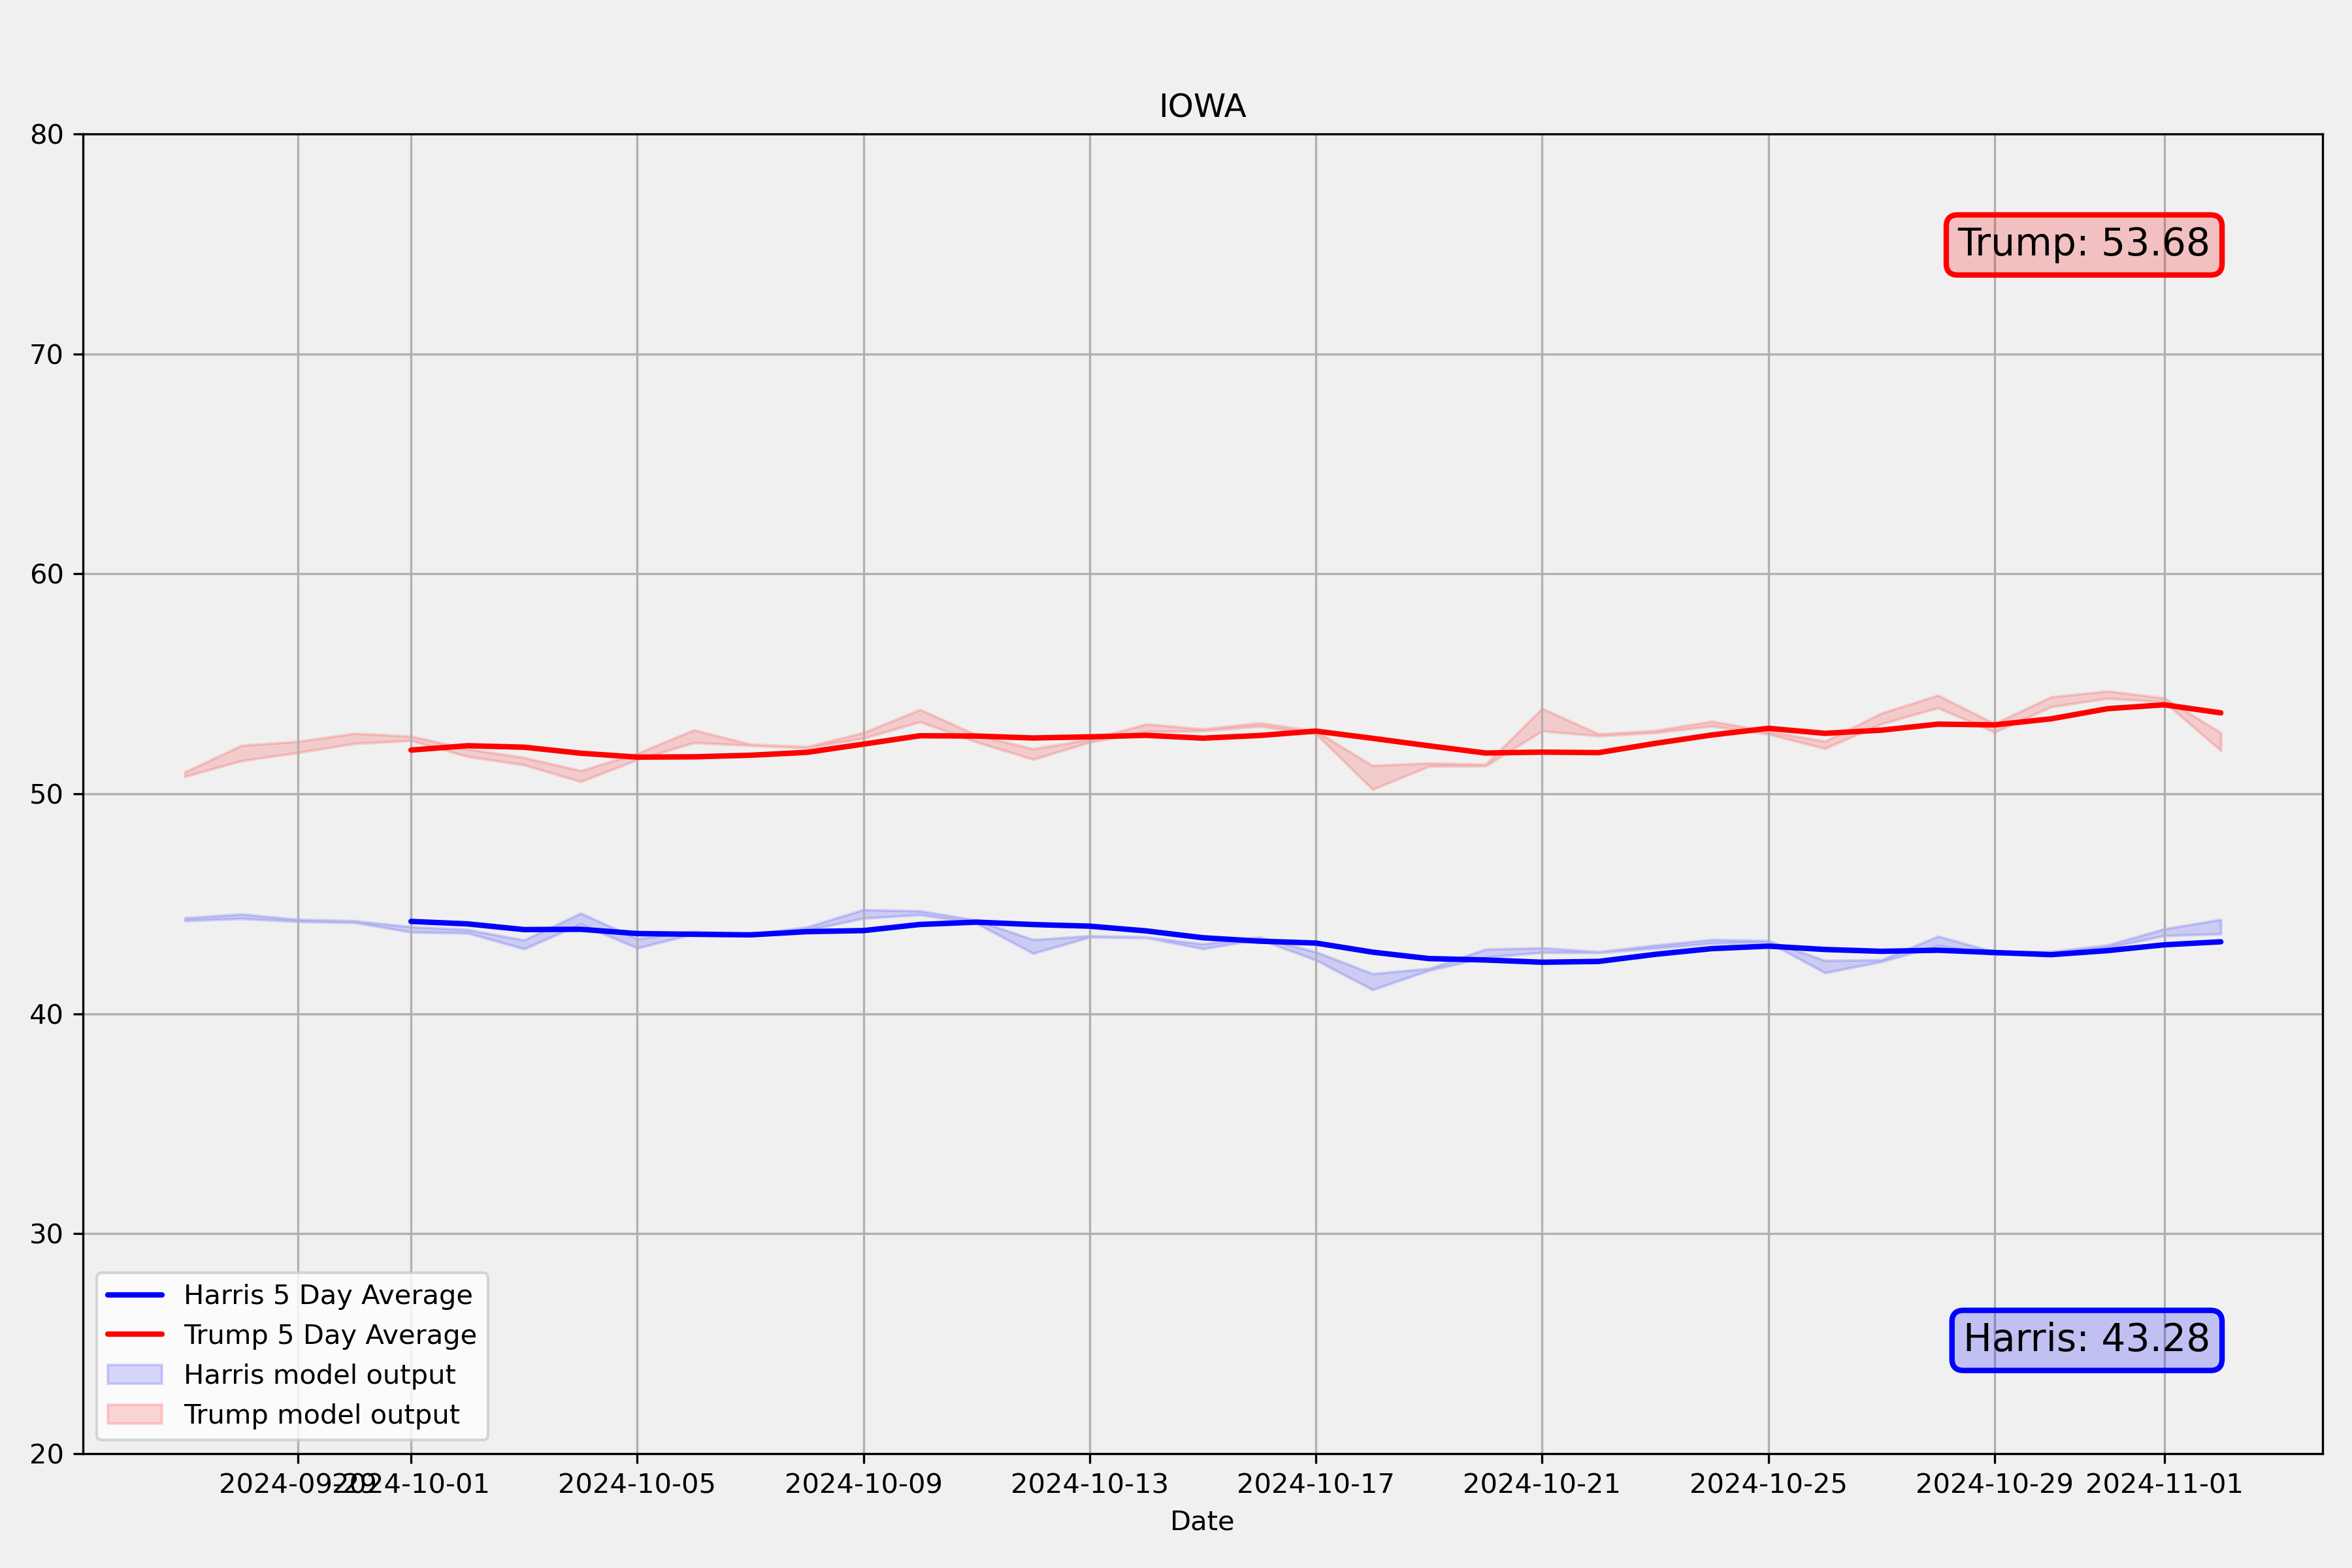 IOWA
80
70
60
50
40
30
20
Trump: 53.68
Harris: 43.28
Harris 5 Day Average
Trump 5 Day Average
Harris model output
Trump model output
2024-09-29 2024-10-01 2024-10-05 2024-10-09 2024-10-13 2024-10-17 2024-10-21 2024-10-25 2024-10-29 2024-11-01
Date